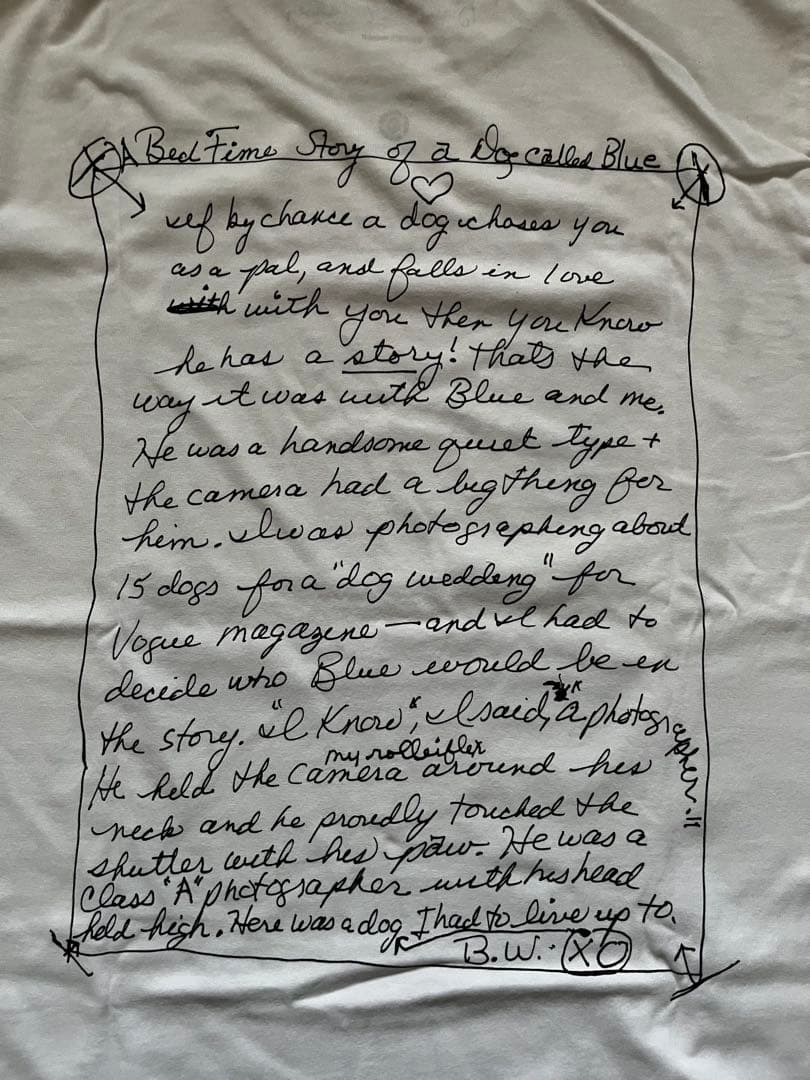 A Bed Time Story of a Dog called Blue
if by chance a dog choses you
as a pal, and falls in love
with with you then you Know
he has a story! thats the
way it was with Blue and me.
He was a handsome quiet type +
the camera had a big thing for
him. I was photographing about
15 dogs for a "dog wedding" for
Vogue magazine — and I had to
decide who Blue would be in
the story. "I Know", I said, "a photographer."
my rolleiflex
He held the camera around his
neck and he proudly touched the
shutter with his paw. He was a
class "A" photographer with his head
held high. Here was a dog I had to live up to.
B.W. XO